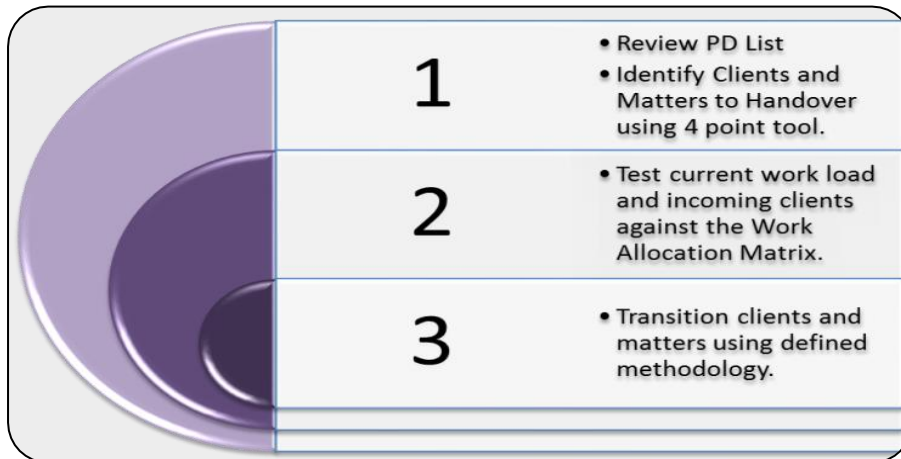 1
• Review PD List
• Identify Clients and
Matters to Handover
using 4 point tool.
2
• Test current work load
and incoming clients
against the Work
Allocation Matrix.
3
• Transition clients and
matters using defined
methodology.